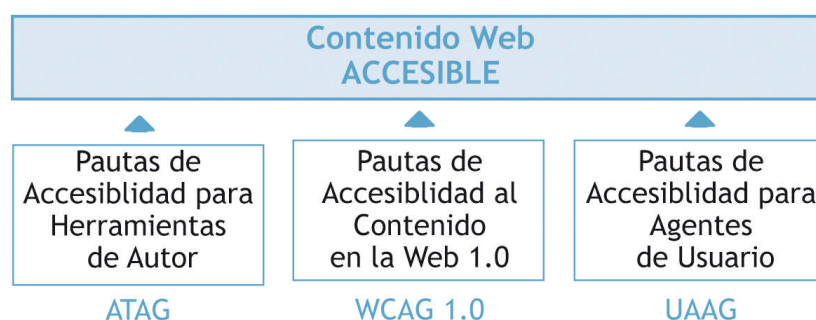 Contenido Web
ACCESIBLE
Pautas de
Accesiblidad para
Herramientas
de Autor
ATAG
Pautas de
Accesiblidad al
Contenido
en la Web 1.0
WCAG 1.0
Pautas de
Accesiblidad para
Agentes
de Usuario
UAAG